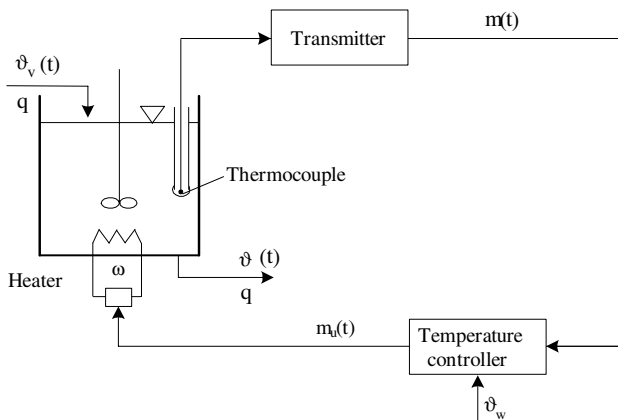 Transmitter
m(t)
ϑv (t)
q
Thermocouple
Heater
ω
ϑ (t)
q
mu(t)
Temperature
controller
ϑw